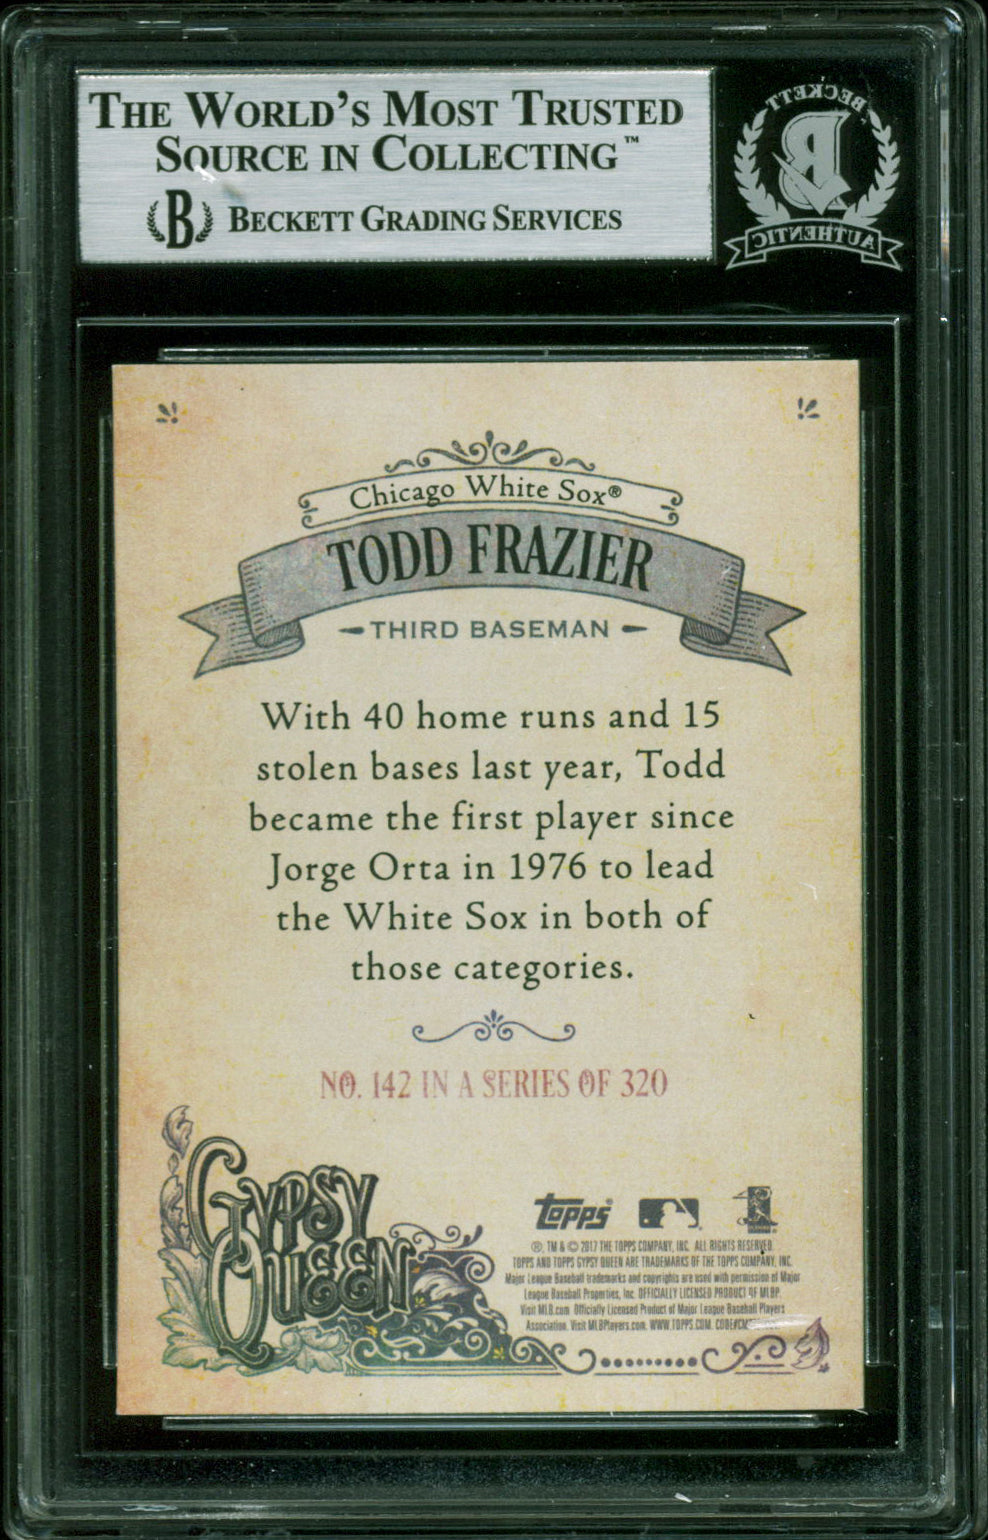 THE WORLD'S MOST TRUSTED
SOURCE IN COLLECTING™
B BECKETT GRADING SERVICES
BECKETT
B
AUTHENTIC
Chicago White Sox®
TODD FRAZIER
THIRD BASEMAN
With 40 home runs and 15
stolen bases last year, Todd
became the first player since
Jorge Orta in 1976 to lead
the White Sox in both of
those categories.
NO. 142 IN A SERIES OF 320
GYPSY
QUEEN
Topps®
®, TM & © 2017 THE TOPPS COMPANY, INC. ALL RIGHTS RESERVED.
TOPPS AND TOPPS GYPSY QUEEN ARE TRADEMARKS OF THE TOPPS COMPANY, INC.
Major League Baseball trademarks and copyrights are used with permission of Major
League Baseball Properties, Inc. OFFICIALLY LICENSED PRODUCT OF MLBP.
Visit MLB.com Officially Licensed Product of Major League Baseball Players
Association. Visit MLBPlayers.com. WWW.TOPPS.COM.